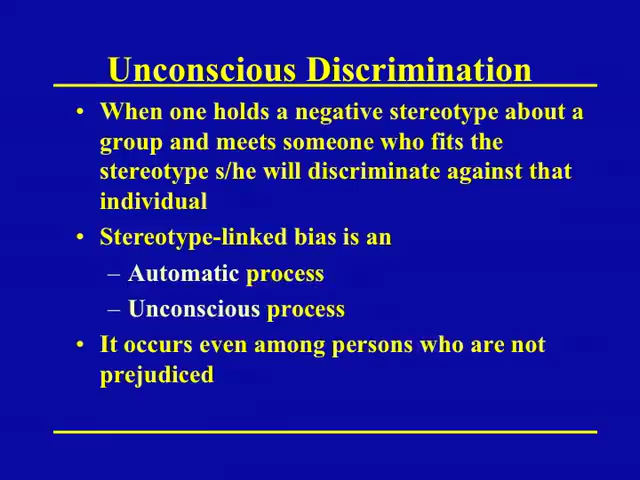 Unconscious Discrimination
• When one holds a negative stereotype about a
group and meets someone who fits the
stereotype s/he will discriminate against that
individual
• Stereotype-linked bias is an
– Automatic process
– Unconscious process
• It occurs even among persons who are not
prejudiced